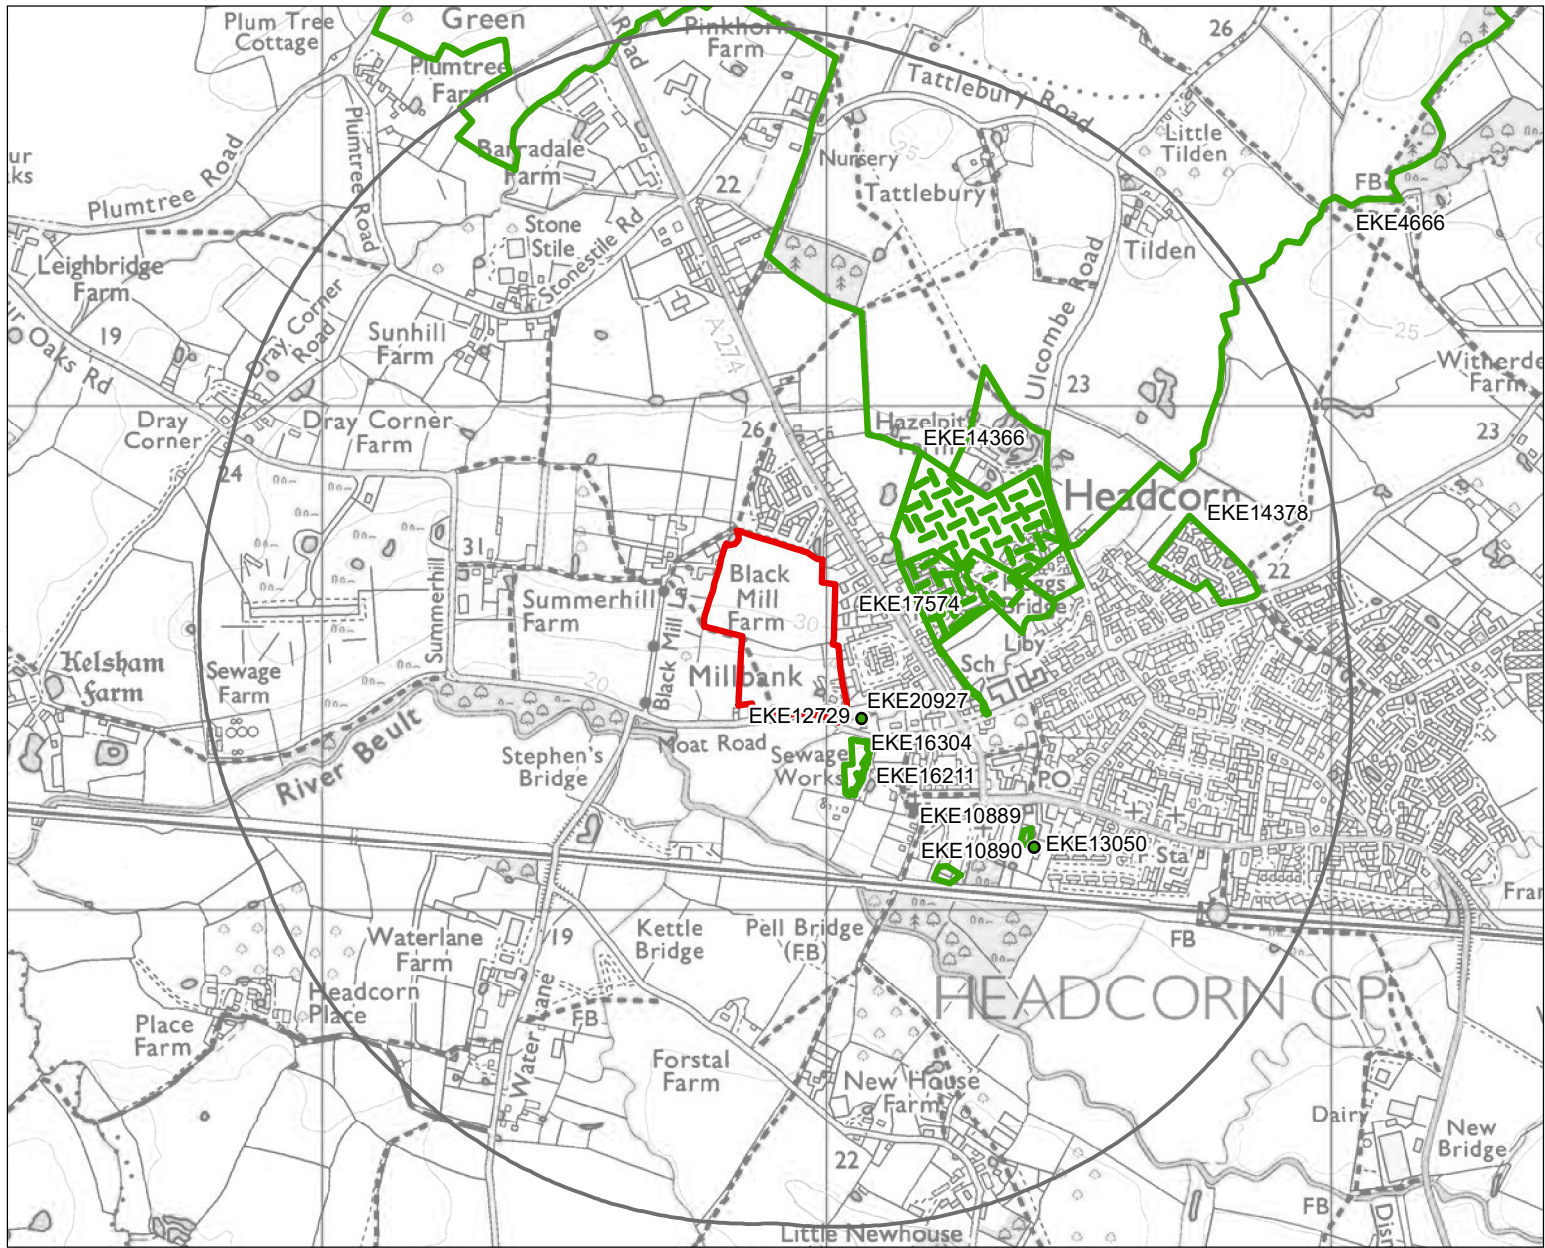 Plum Tree
Cottage
Green
Road
Pinkhorn
Farm
26
Plumtree
Farm
Tattlebury Road
Plumtree Road
Barradale
Farm
Little
Tilden
Nursery
25
Plumtree Road
22
Tattlebury
FB
EKE4666
Stone
Stile
Stonestile Rd
Tilden
Leighbridge
Farm
Ulcombe Road
19
Dray Corner
Road
Sunhill
Farm
A274
25
Oaks Rd
Farm
23
Dray
Corner
Dray Corner
Farm
26
EKE14366
23
24
Headcorn
EKE14378
31
Summerhill
Black
Mill
Farm
22
Summerhill
Farm
Black Mill La
30
EKE17574
Bridge
Liby
Kelsham
Farm
Sewage
Farm
Sch
20
Millbank
EKE20927
EKE12729
Moat Road
EKE16304
River Beult
Stephen's
Bridge
Sewage
Works
EKE16211
PO
EKE10889
EKE10890
EKE13050
Sta
Waterlane
Farm
19
Kettle
Bridge
Pell Bridge
(FB)
FB
Headcorn
Place
HEADCORN CP
Place
Farm
Water Lane
FB
Forstal
Farm
New House
Farm
Dairy
New
Bridge
22
FB
Little Newhouse